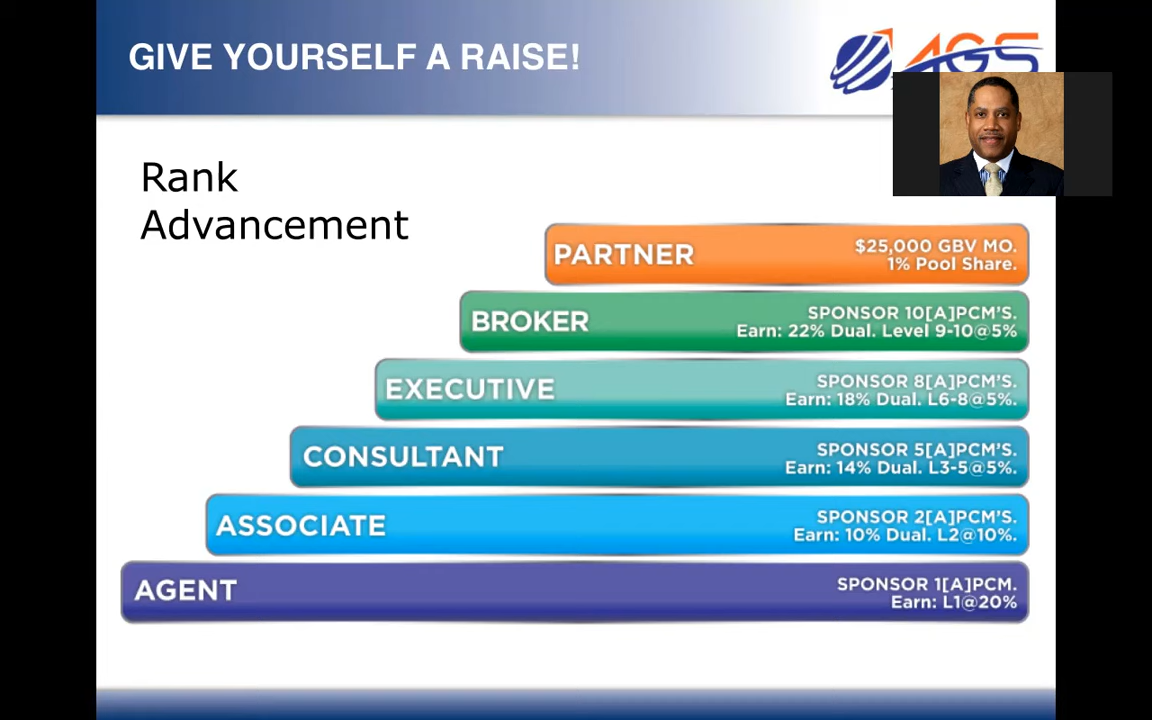 GIVE YOURSELF A RAISE!
AGS
Rank
Advancement
PARTNER
$25,000 GBV MO.
1% Pool Share.
BROKER
SPONSOR 10[A]PCM'S.
Earn: 22% Dual. Level 9-10@5%
EXECUTIVE
SPONSOR 8[A]PCM'S.
Earn: 18% Dual. L6-8@5%.
CONSULTANT
SPONSOR 5[A]PCM'S.
Earn: 14% Dual. L3-5@5%.
ASSOCIATE
SPONSOR 2[A]PCM'S.
Earn: 10% Dual. L2@10%.
AGENT
SPONSOR 1[A]PCM.
Earn: L1@20%